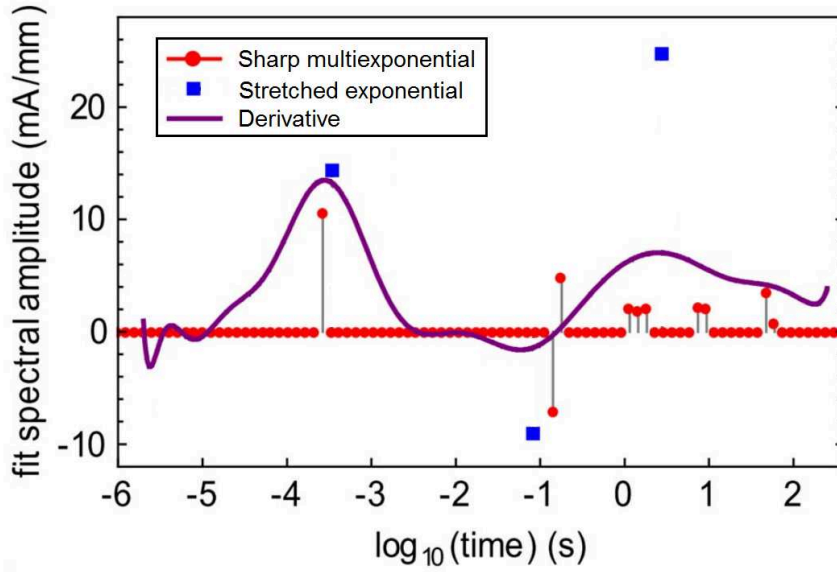 fit spectral amplitude (mA/mm)
20
10
0
-10
Sharp multiexponential
Stretched exponential
Derivative
-6 -5 -4 -3 -2 -1 0 1 2
log10(time) (s)